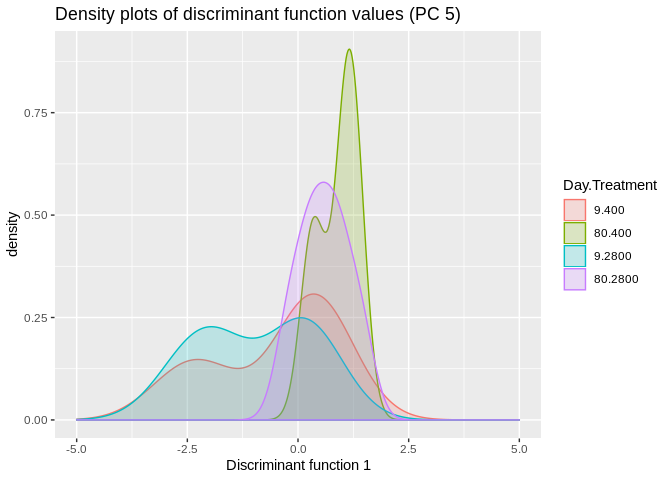 Density plots of discriminant function values (PC 5)
density
0.75
0.50
0.25
0.00
-5.0 -2.5 0.0 2.5 5.0
Discriminant function 1
Day.Treatment
9.400
80.400
9.2800
80.2800